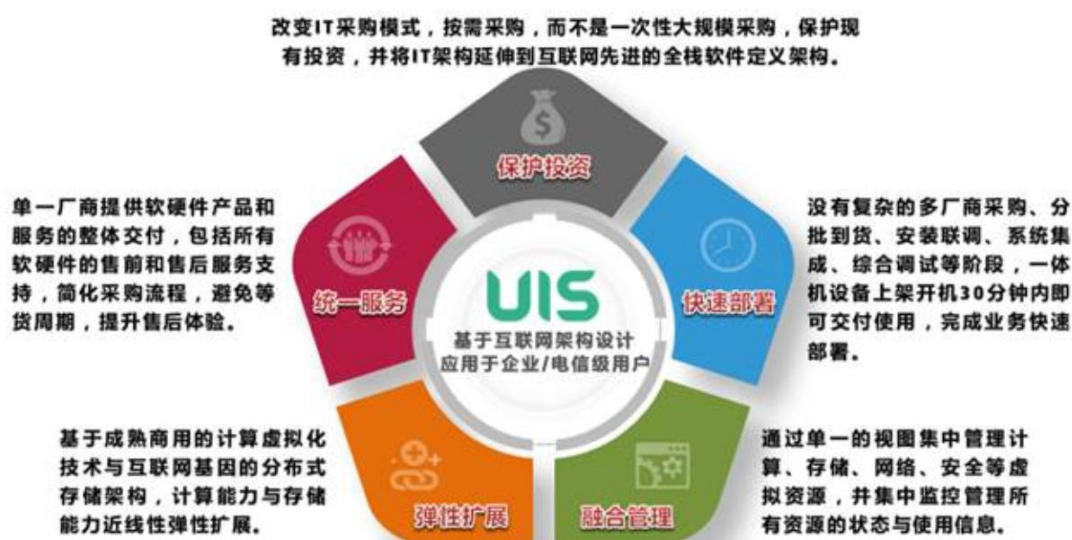 改变IT采购模式，按需采购，而不是一次性大规模采购，保护现
有投资，并将IT架构延伸到互联网先进的全栈软件定义架构。
保护投资
单一厂商提供软硬件产品和
服务的整体交付，包括所有
软硬件的售前和售后服务支
持，简化采购流程，避免等
货周期，提升售后体验。
统一服务
UIS
基于互联网架构设计
应用于企业/电信级用户
快速部署
没有复杂的多厂商采购、分
批到货、安装联调、系统集
成、综合调试等阶段，一体
机设备上架开机30分钟内即
可交付使用，完成业务快速
部署。
基于成熟商用的计算虚拟化
技术与互联网基因的分布式
存储架构，计算能力与存储
能力近线性弹性扩展。
弹性扩展
融合管理
通过单一的视图集中管理计
算、存储、网络、安全等虚
拟资源，并集中监控管理所
有资源的状态与使用信息。